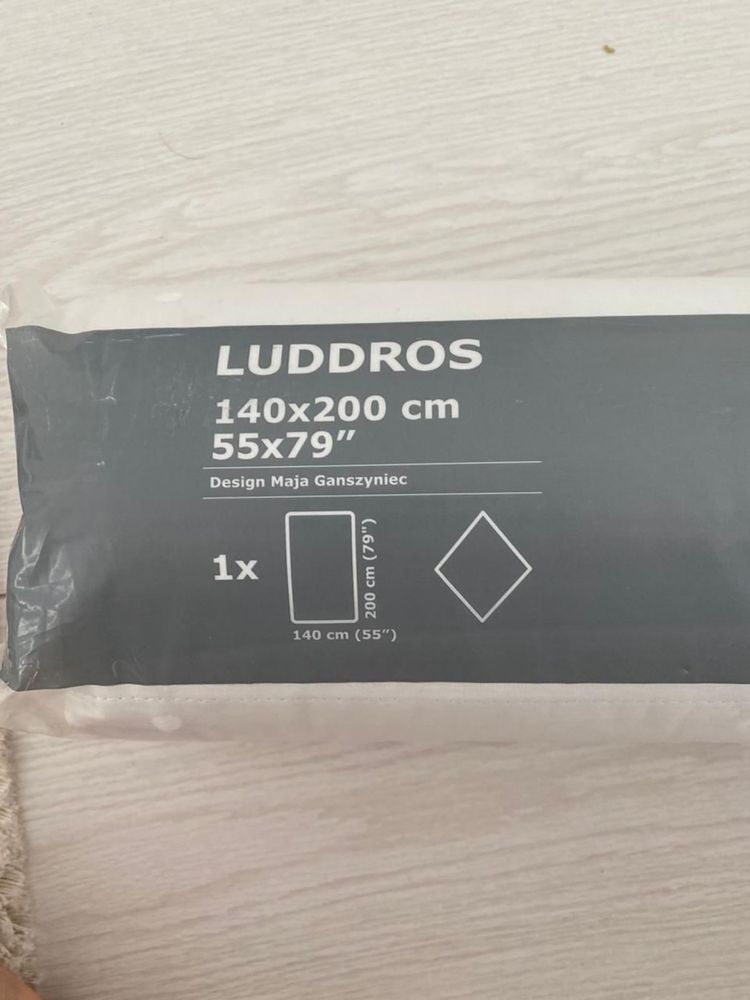 LUDDROS
140x200 cm
55x79”
Design Maja Ganszyniec
1x
200 cm (79")
140 cm (55”)